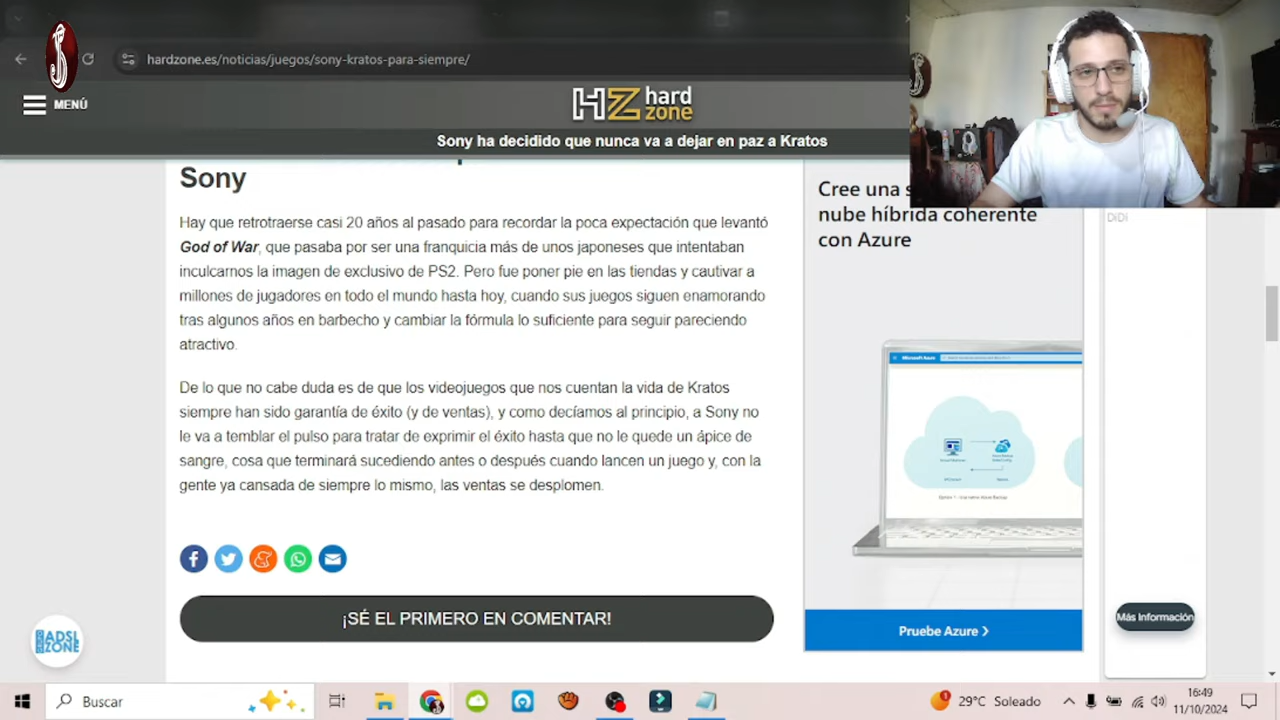 hardzone.es/noticias/juegos/sony-kratos-para-siempre/
MENÚ
HZ hard zone
Sony ha decidido que nunca va a dejar en paz a Kratos
Sony
Hay que retrotraerse casi 20 años al pasado para recordar la poca expectación que levantó
God of War, que pasaba por ser una franquicia más de unos japoneses que intentaban
inculcarnos la imagen de exclusivo de PS2. Pero fue poner pie en las tiendas y cautivar a
millones de jugadores en todo el mundo hasta hoy, cuando sus juegos siguen enamorando
tras algunos años en barbecho y cambiar la fórmula lo suficiente para seguir pareciendo
atractivo.
De lo que no cabe duda es de que los videojuegos que nos cuentan la vida de Kratos
siempre han sido garantía de éxito (y de ventas), y como decíamos al principio, a Sony no
le va a temblar el pulso para tratar de exprimir el éxito hasta que no le quede un ápice de
sangre, cosa que terminará sucediendo antes o después cuando lancen un juego y, con la
gente ya cansada de siempre lo mismo, las ventas se desplomen.
¡SÉ EL PRIMERO EN COMENTAR!
Cree una s
nube híbrida coherente
con Azure
Microsoft Azure
Pruebe Azure
DiDi
Más Información
ADSL
ZONE
Buscar
1
29°C Soleado
16:49
11/10/2024